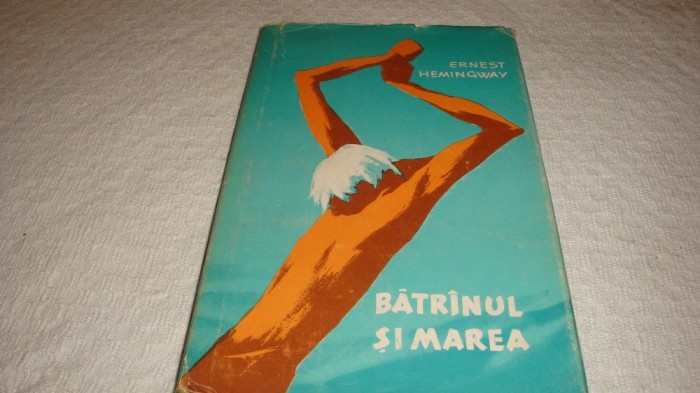 ERNEST
HEMINGWAY
BĂTRÎNUL
ȘI MAREA